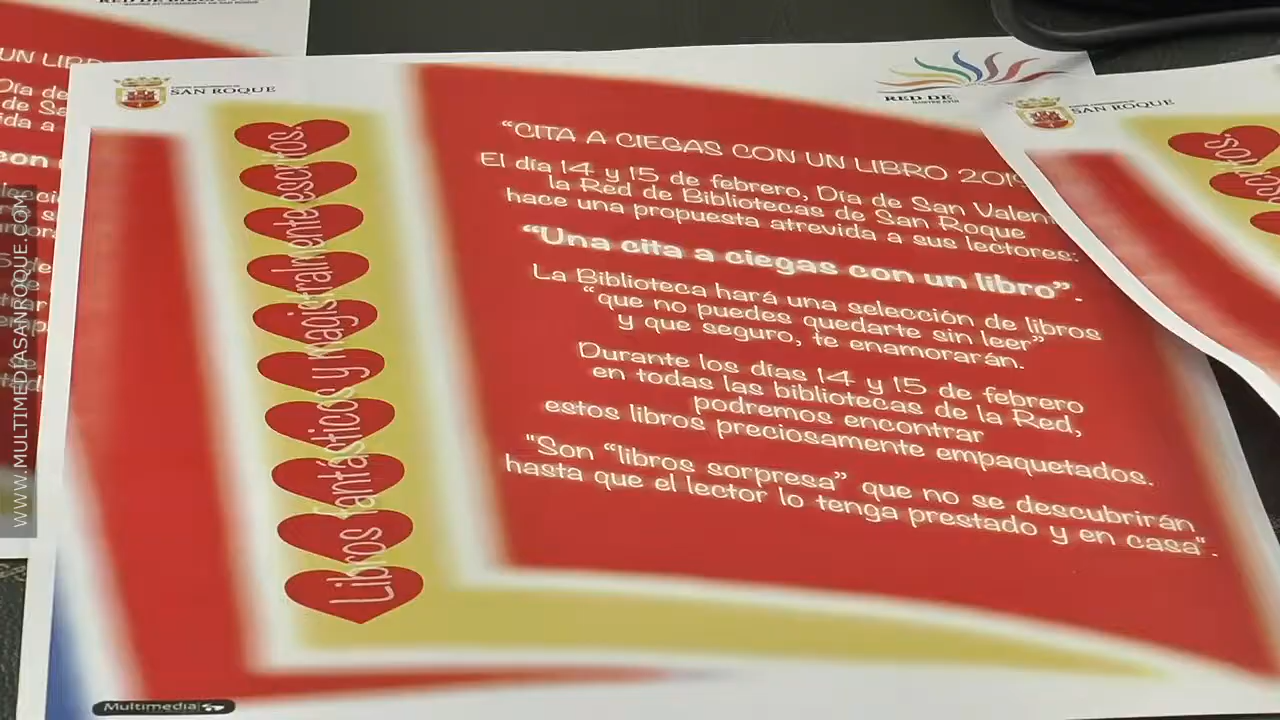 SAN ROQUE
RED DE
"CITA A CIEGAS CON UN LIBRO 2019
El día 14 y 15 de febrero, Día de San Valen
la Red de Bibliotecas de San Roque
hace una propuesta atrevida a sus lectores:
"Una cita a ciegas con un libro".
La Biblioteca hará una selección de libros
"que no puedes quedarte sin leer"
y que seguro, te enamorarán.
Durante los días 14 y 15 de febrero
en todas las bibliotecas de la Red,
podremos encontrar
estos libros preciosamente empaquetados.
"Son "libros sorpresa" que no se descubrirán
hasta que el lector lo tenga prestado y en casa".
Libros fantásticos y magistralmente escritos.
SAN ROQUE
WWW.MULTIMEDIASANROQUE.COM
Multimedia